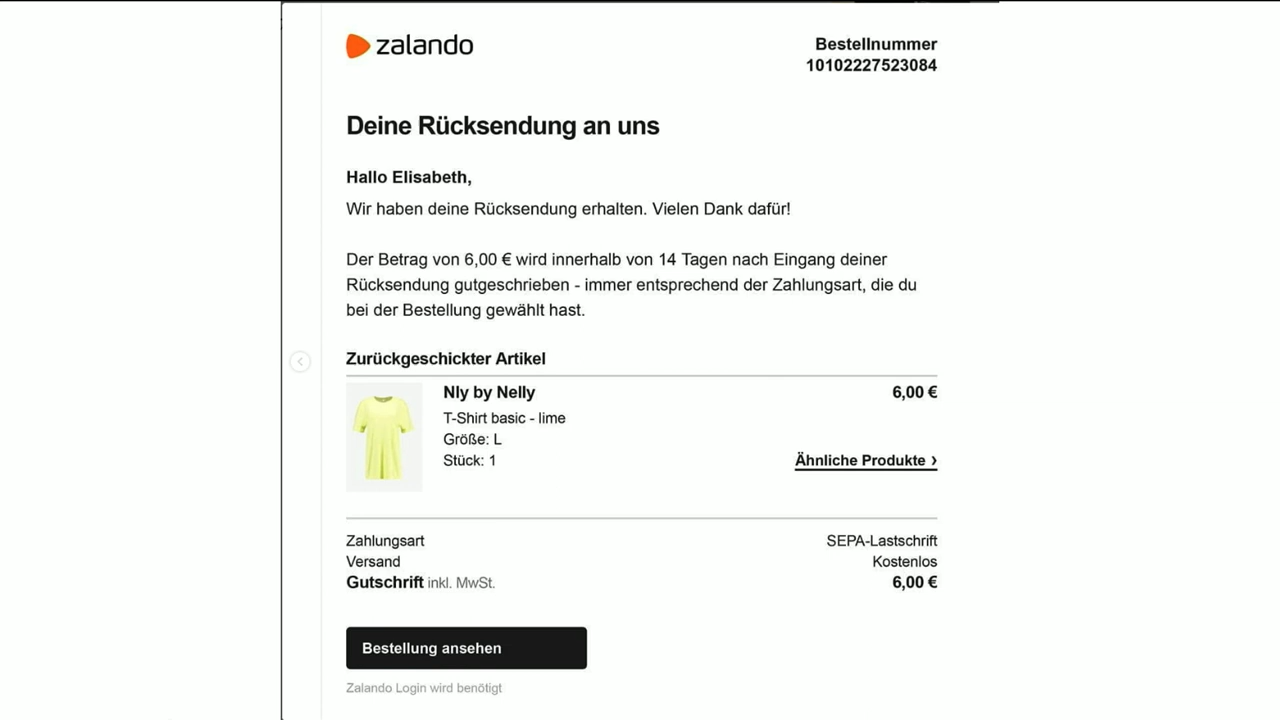 zalando
Bestellnummer
10102227523084
Deine Rücksendung an uns
Hallo Elisabeth,
Wir haben deine Rücksendung erhalten. Vielen Dank dafür!
Der Betrag von 6,00 € wird innerhalb von 14 Tagen nach Eingang deiner
Rücksendung gutgeschrieben - immer entsprechend der Zahlungsart, die du
bei der Bestellung gewählt hast.
Zurückgeschickter Artikel
Nly by Nelly 6,00 €
T-Shirt basic - lime
Größe: L
Stück: 1 Ähnliche Produkte ›
Zahlungsart SEPA-Lastschrift
Versand Kostenlos
Gutschrift inkl. MwSt. 6,00 €
Bestellung ansehen
Zalando Login wird benötigt